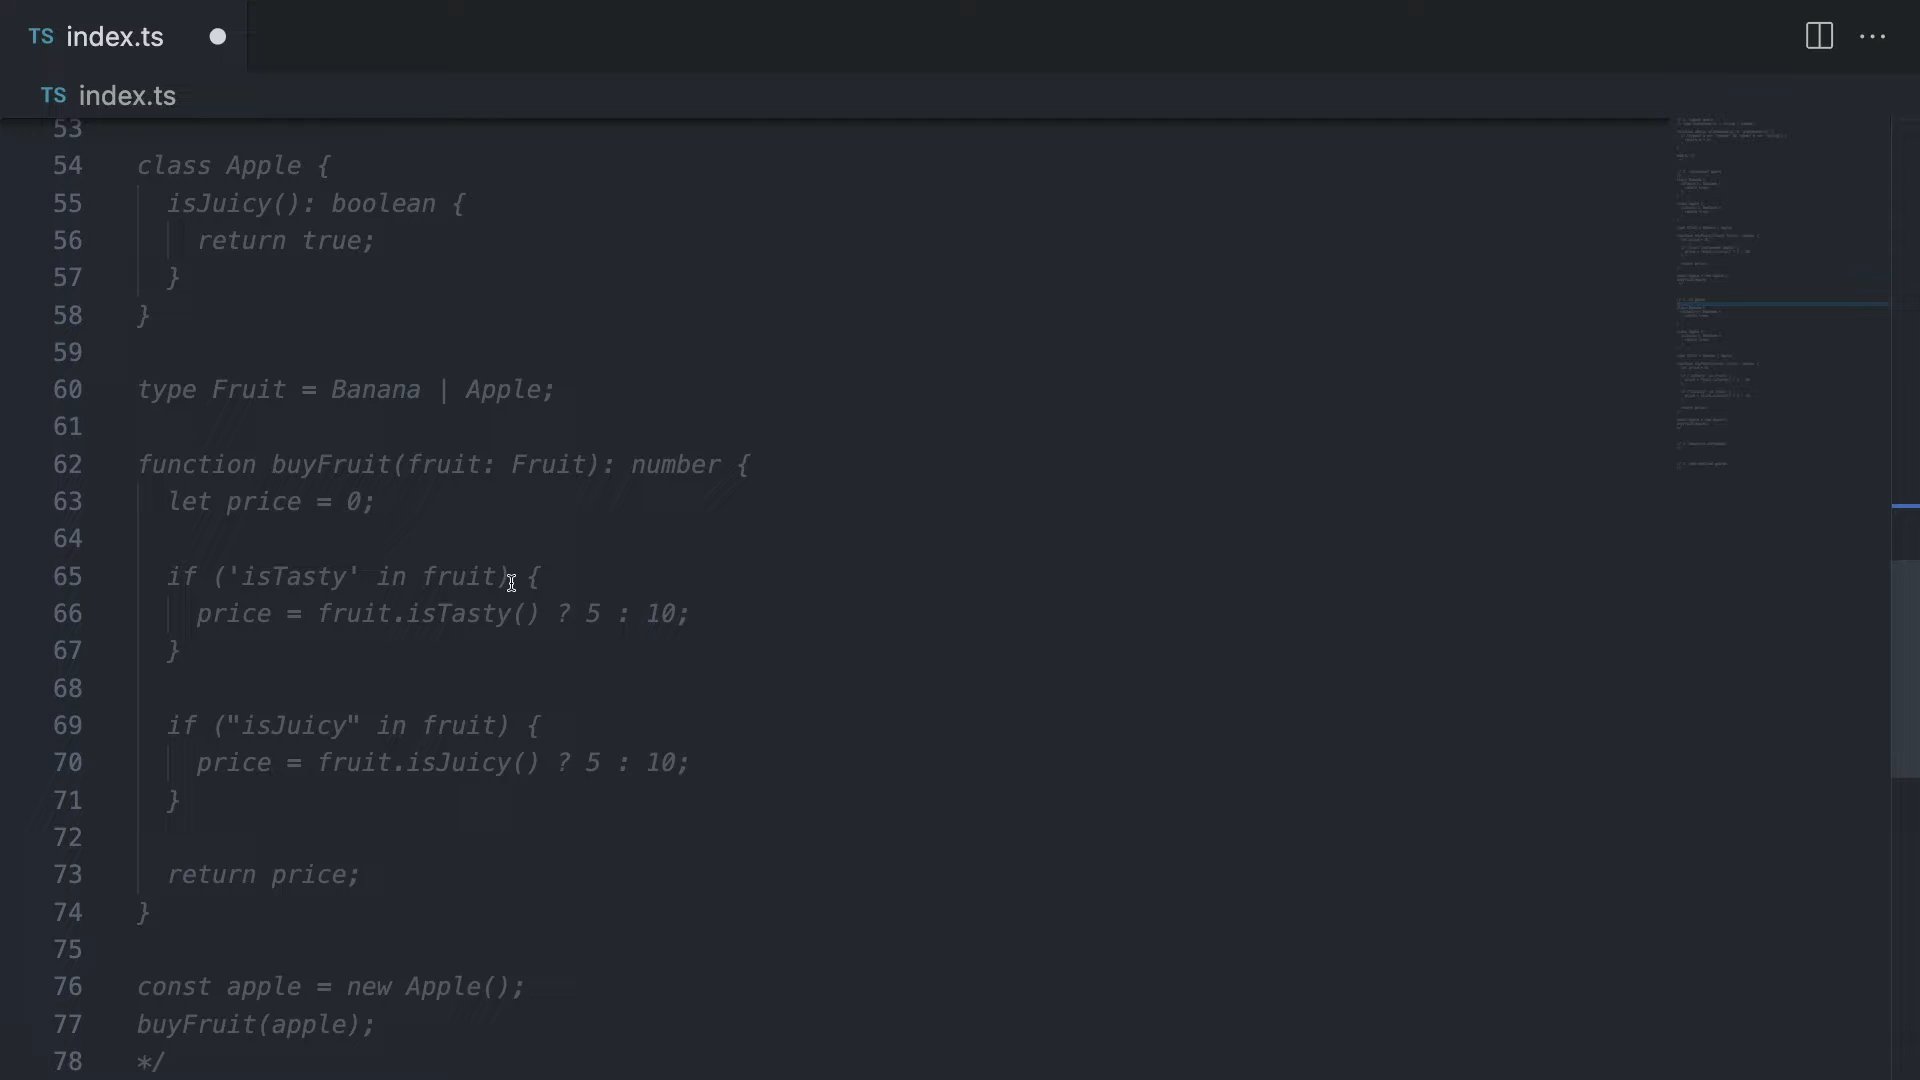 TS index.ts
TS index.ts
53
54 class Apple {
55 isJuicy(): boolean {
56 return true;
57 }
58 }
59
60 type Fruit = Banana | Apple;
61
62 function buyFruit(fruit: Fruit): number {
63 let price = 0;
64
65 if ('isTasty' in fruit) {
66 price = fruit.isTasty() ? 5 : 10;
67 }
68
69 if ("isJuicy" in fruit) {
70 price = fruit.isJuicy() ? 5 : 10;
71 }
72
73 return price;
74 }
75
76 const apple = new Apple();
77 buyFruit(apple);
78 */